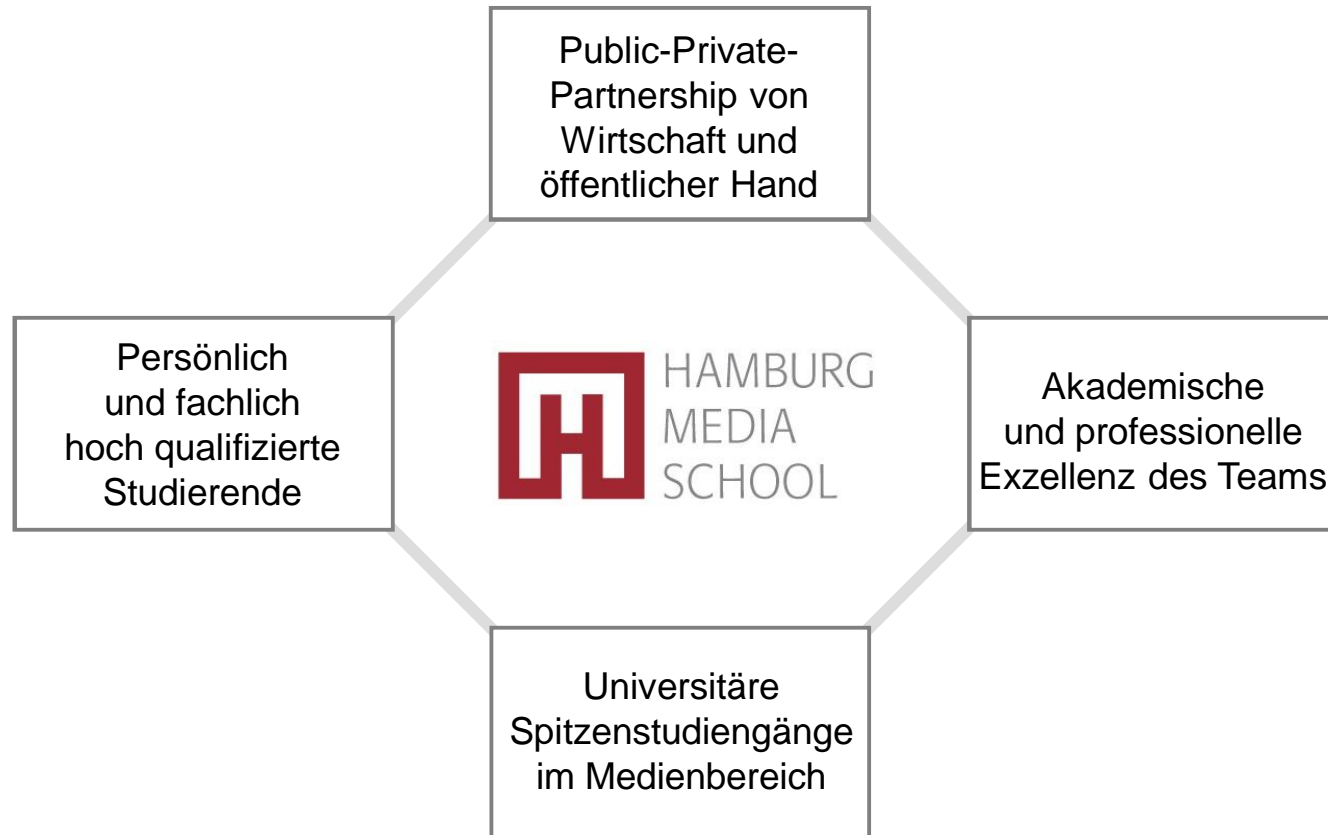 Public-Private-
Partnership von
Wirtschaft und
öffentlicher Hand
Persönlich
und fachlich
hoch qualifizierte
Studierende
HAMBURG
MEDIA
SCHOOL
Akademische
und professionelle
Exzellenz des Teams
Universitäre
Spitzenstudiengänge
im Medienbereich